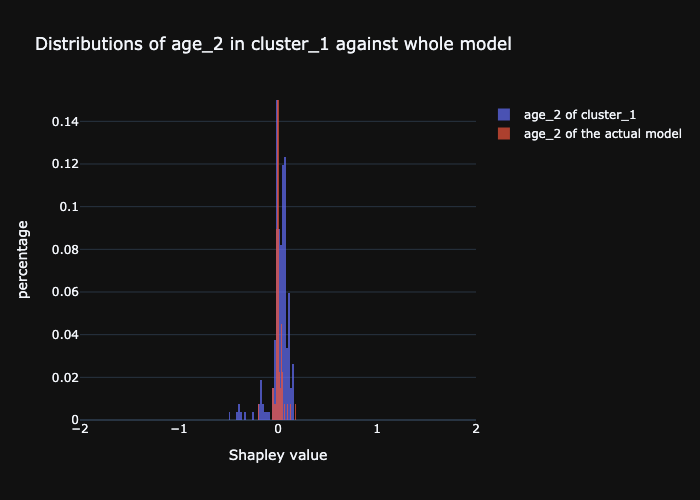 Distributions of age_2 in cluster_1 against whole model
age_2 of cluster_1
age_2 of the actual model
percentage
0.14
0.12
0.1
0.08
0.06
0.04
0.02
0
−2
−1
0
1
2
Shapley value